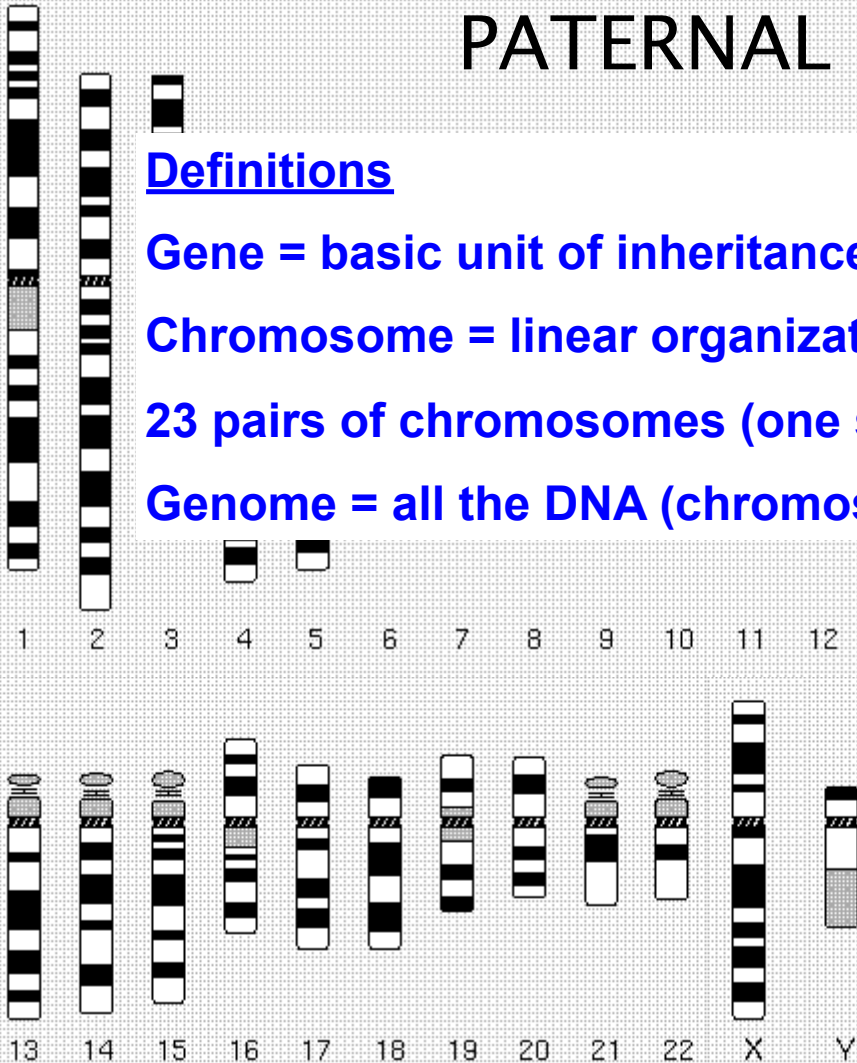 PATERNAL
Definitions
Gene = basic unit of inheritance
Chromosome = linear organizat
23 pairs of chromosomes (one s
Genome = all the DNA (chromos
1 2 3 4 5 6 7 8 9 10 11 12
13 14 15 16 17 18 19 20 21 22 X Y